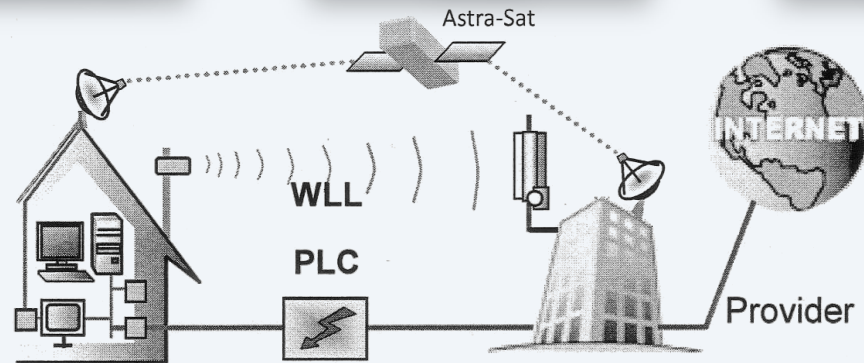 Astra-Sat
INTERNET
WLL
PLC
Provider